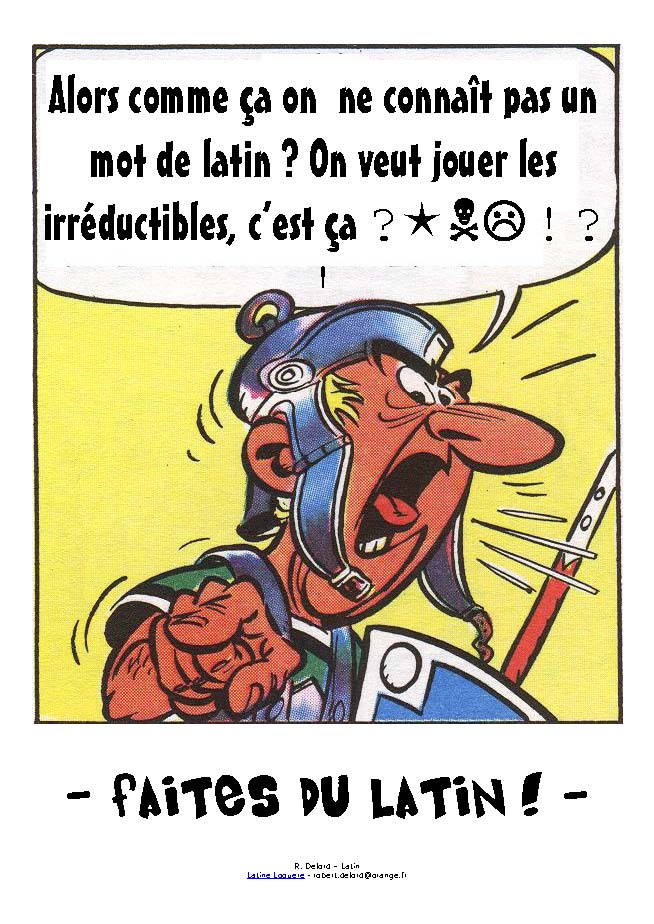 Alors comme ça on ne connaît pas un
mot de latin ? On veut jouer les
irréductibles, c'est ça ?★☠☹ ! ?
!
- FAITES DU LATIN! -
R. Delord – Latin
Latine Loquere - robert.delord@orange.fr